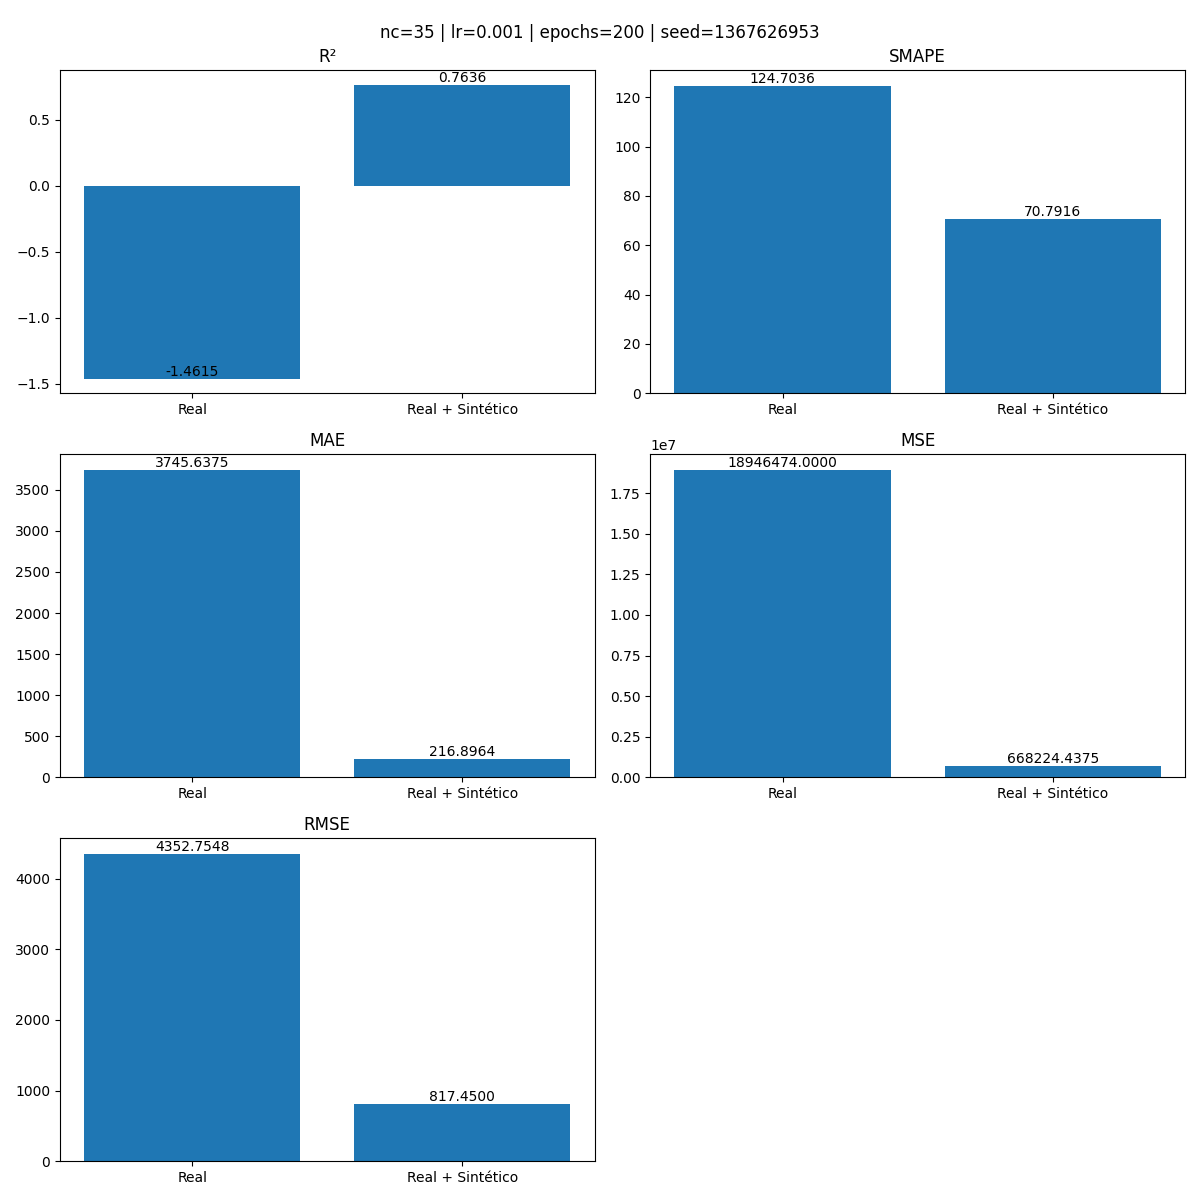 nc=35 | lr=0.001 | epochs=200 | seed=1367626953
R²
0.7636
0.5
0.0
−0.5
−1.0
−1.5
-1.4615
Real
Real + Sintético
SMAPE
124.7036
120
100
80
70.7916
60
40
20
0
Real
Real + Sintético
MAE
3745.6375
3500
3000
2500
2000
1500
1000
500
216.8964
0
Real
Real + Sintético
MSE
1e7
18946474.0000
1.75
1.50
1.25
1.00
0.75
0.50
0.25
668224.4375
0.00
Real
Real + Sintético
RMSE
4352.7548
4000
3000
2000
1000
817.4500
0
Real
Real + Sintético